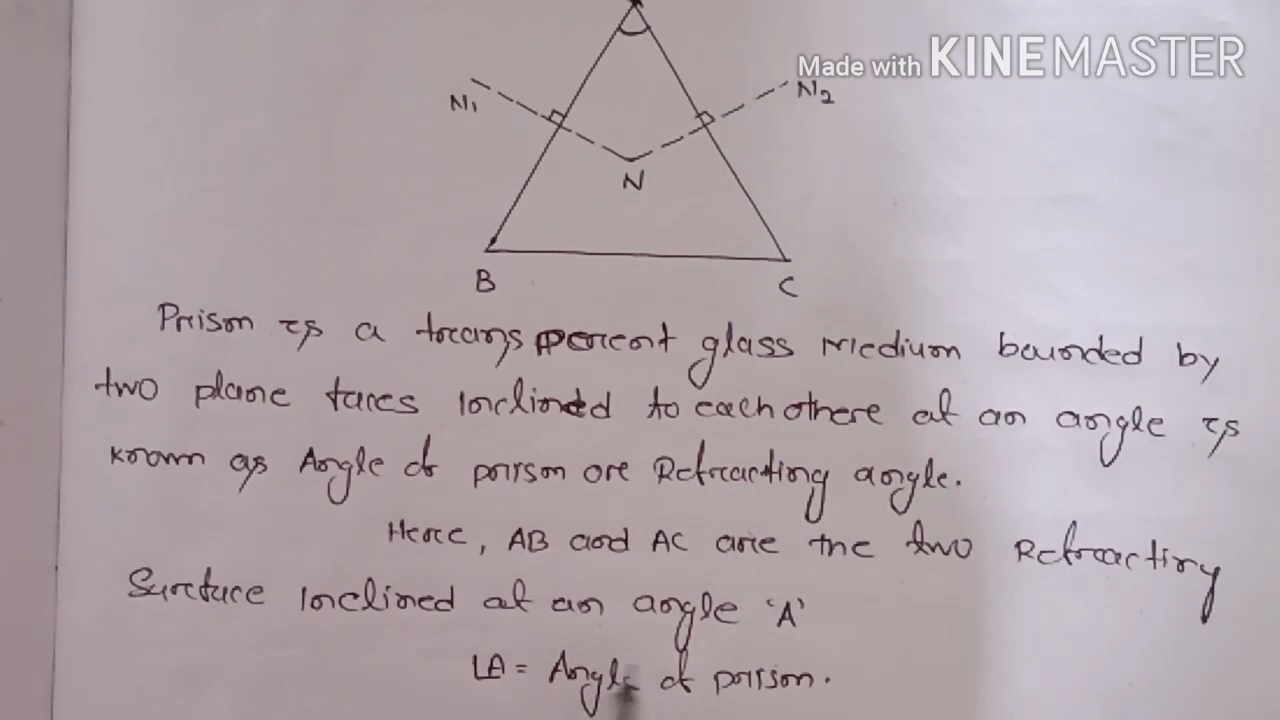 Made with KINEMASTER
N₁
N₂
N
B
C
Prism is a transparent glass medium bounded by
two plane faces inclined to each other at an angle is
known as Angle of prism or Refracting angle.
Here, AB and AC are the two Refracting
Surface inclined at an angle 'A'
∠A = Angle of prism.